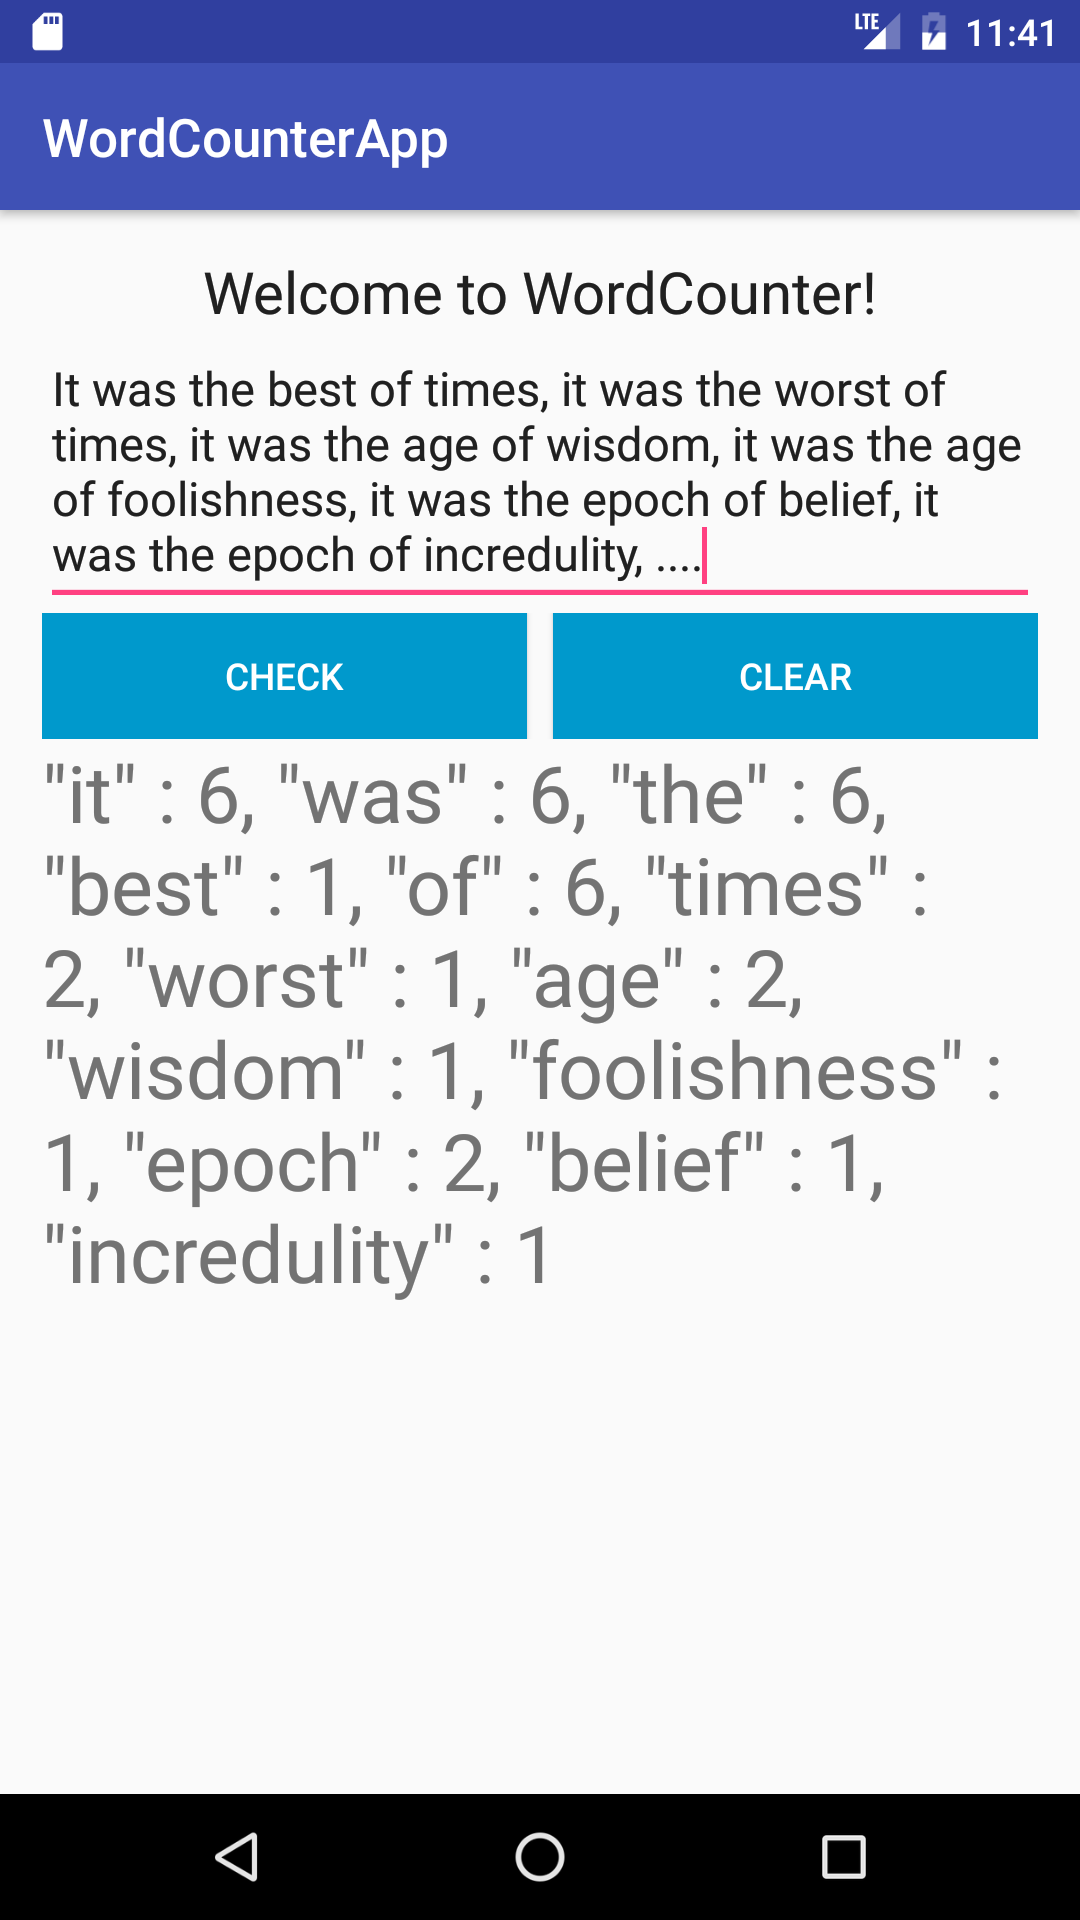 LTE 11:41
WordCounterApp
Welcome to WordCounter!
It was the best of times, it was the worst of
times, it was the age of wisdom, it was the age
of foolishness, it was the epoch of belief, it
was the epoch of incredulity, ....
CHECK CLEAR
"it" : 6, "was" : 6, "the" : 6,
"best" : 1, "of" : 6, "times" :
2, "worst" : 1, "age" : 2,
"wisdom" : 1, "foolishness" :
1, "epoch" : 2, "belief" : 1,
"incredulity" : 1